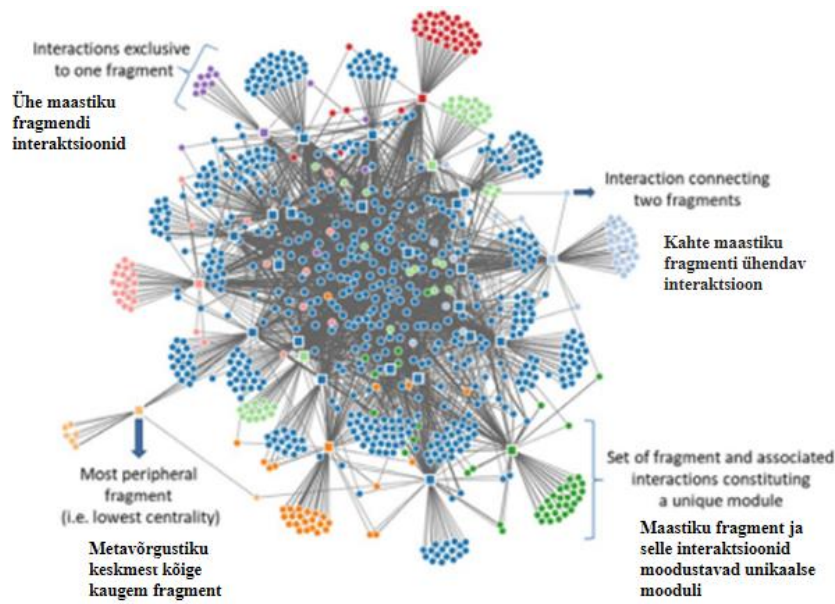 Interactions exclusive
to one fragment
Ühe maastiku
fragmendi
interaktsioonid
Interaction connecting
two fragments
Kahte maastiku
fragmenti ühendav
interaktsioon
Most peripheral
fragment
(i.e. lowest centrality)
Metavõrgustiku
keskmest kõige
kaugem fragment
Set of fragment and associated
interactions constituting
a unique module
Maastiku fragment ja
selle interaktsioonid
moodustavad unikaalse
mooduli